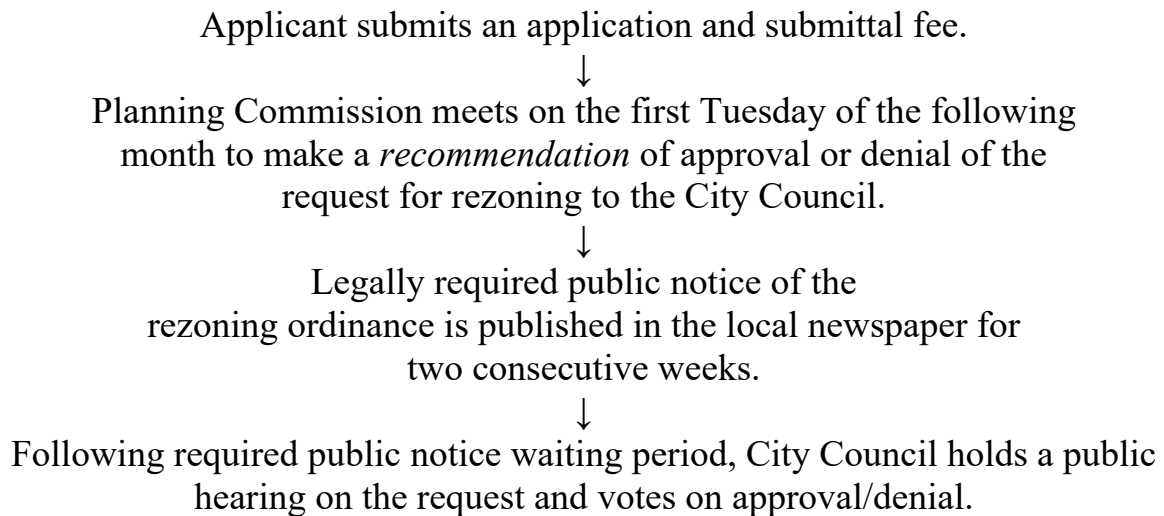 Applicant submits an application and submittal fee.
↓
Planning Commission meets on the first Tuesday of the following
month to make a recommendation of approval or denial of the
request for rezoning to the City Council.
↓
Legally required public notice of the
rezoning ordinance is published in the local newspaper for
two consecutive weeks.
↓
Following required public notice waiting period, City Council holds a public
hearing on the request and votes on approval/denial.